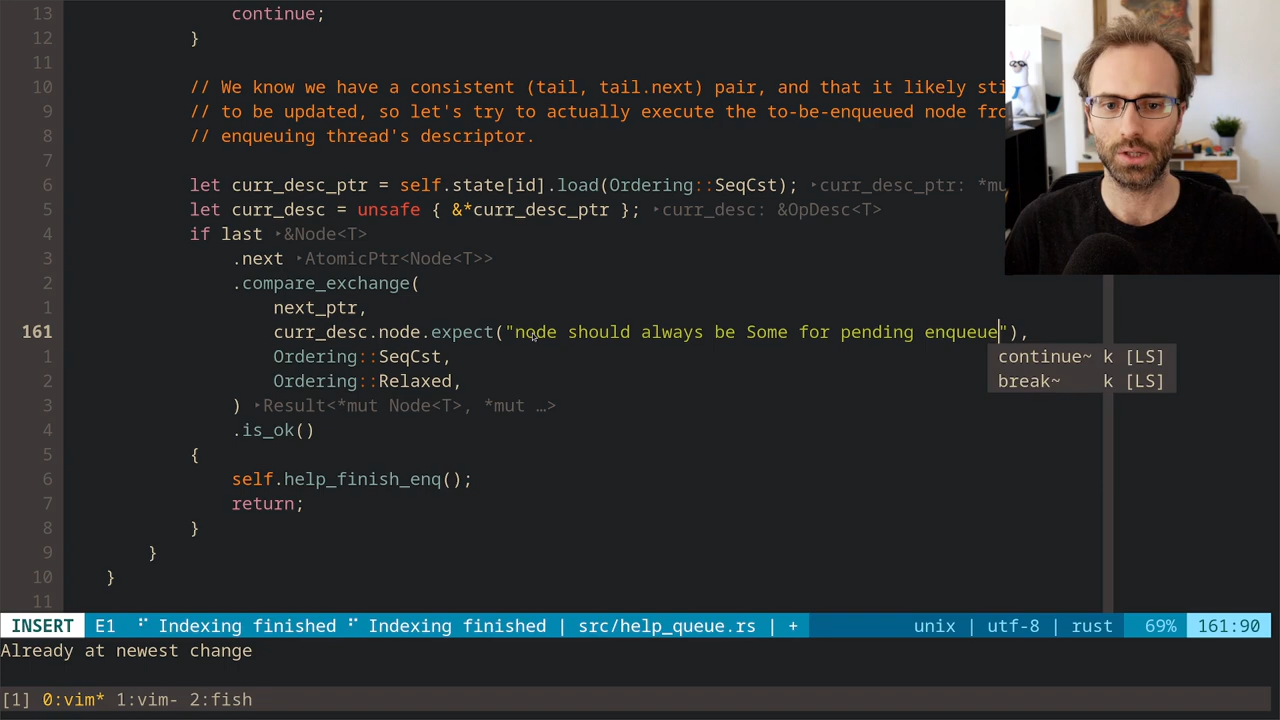 13 continue;
12 }
11
10 // We know we have a consistent (tail, tail.next) pair, and that it likely
9 // to be updated, so let's try to actually execute the to-be-enqueued node
8 // enqueuing thread's descriptor.
7
6 let curr_desc_ptr = self.state[id].load(Ordering::SeqCst); ‣curr_desc_ptr:
5 let curr_desc = unsafe { &*curr_desc_ptr }; ‣curr_desc: &OpDesc<T>
4 if last ‣&Node<T>
3 .next ‣AtomicPtr<Node<T>>
2 .compare_exchange(
1 next_ptr,
161 curr_desc.node.expect("node should always be Some for pending enqueue"),
1 Ordering::SeqCst,
continue~ k [LS]
2 Ordering::Relaxed,
break~ k [LS]
3 ) ‣Result<*mut Node<T>, *mut …>
4 .is_ok()
5 {
6 self.help_finish_enq();
7 return;
8 }
9 }
10 }
11
INSERT E1 ⠋ Indexing finished ⠋ Indexing finished | src/help_queue.rs | + unix | utf-8 | rust 69% 161:90
Already at newest change
[1] 0:vim* 1:vim- 2:fish